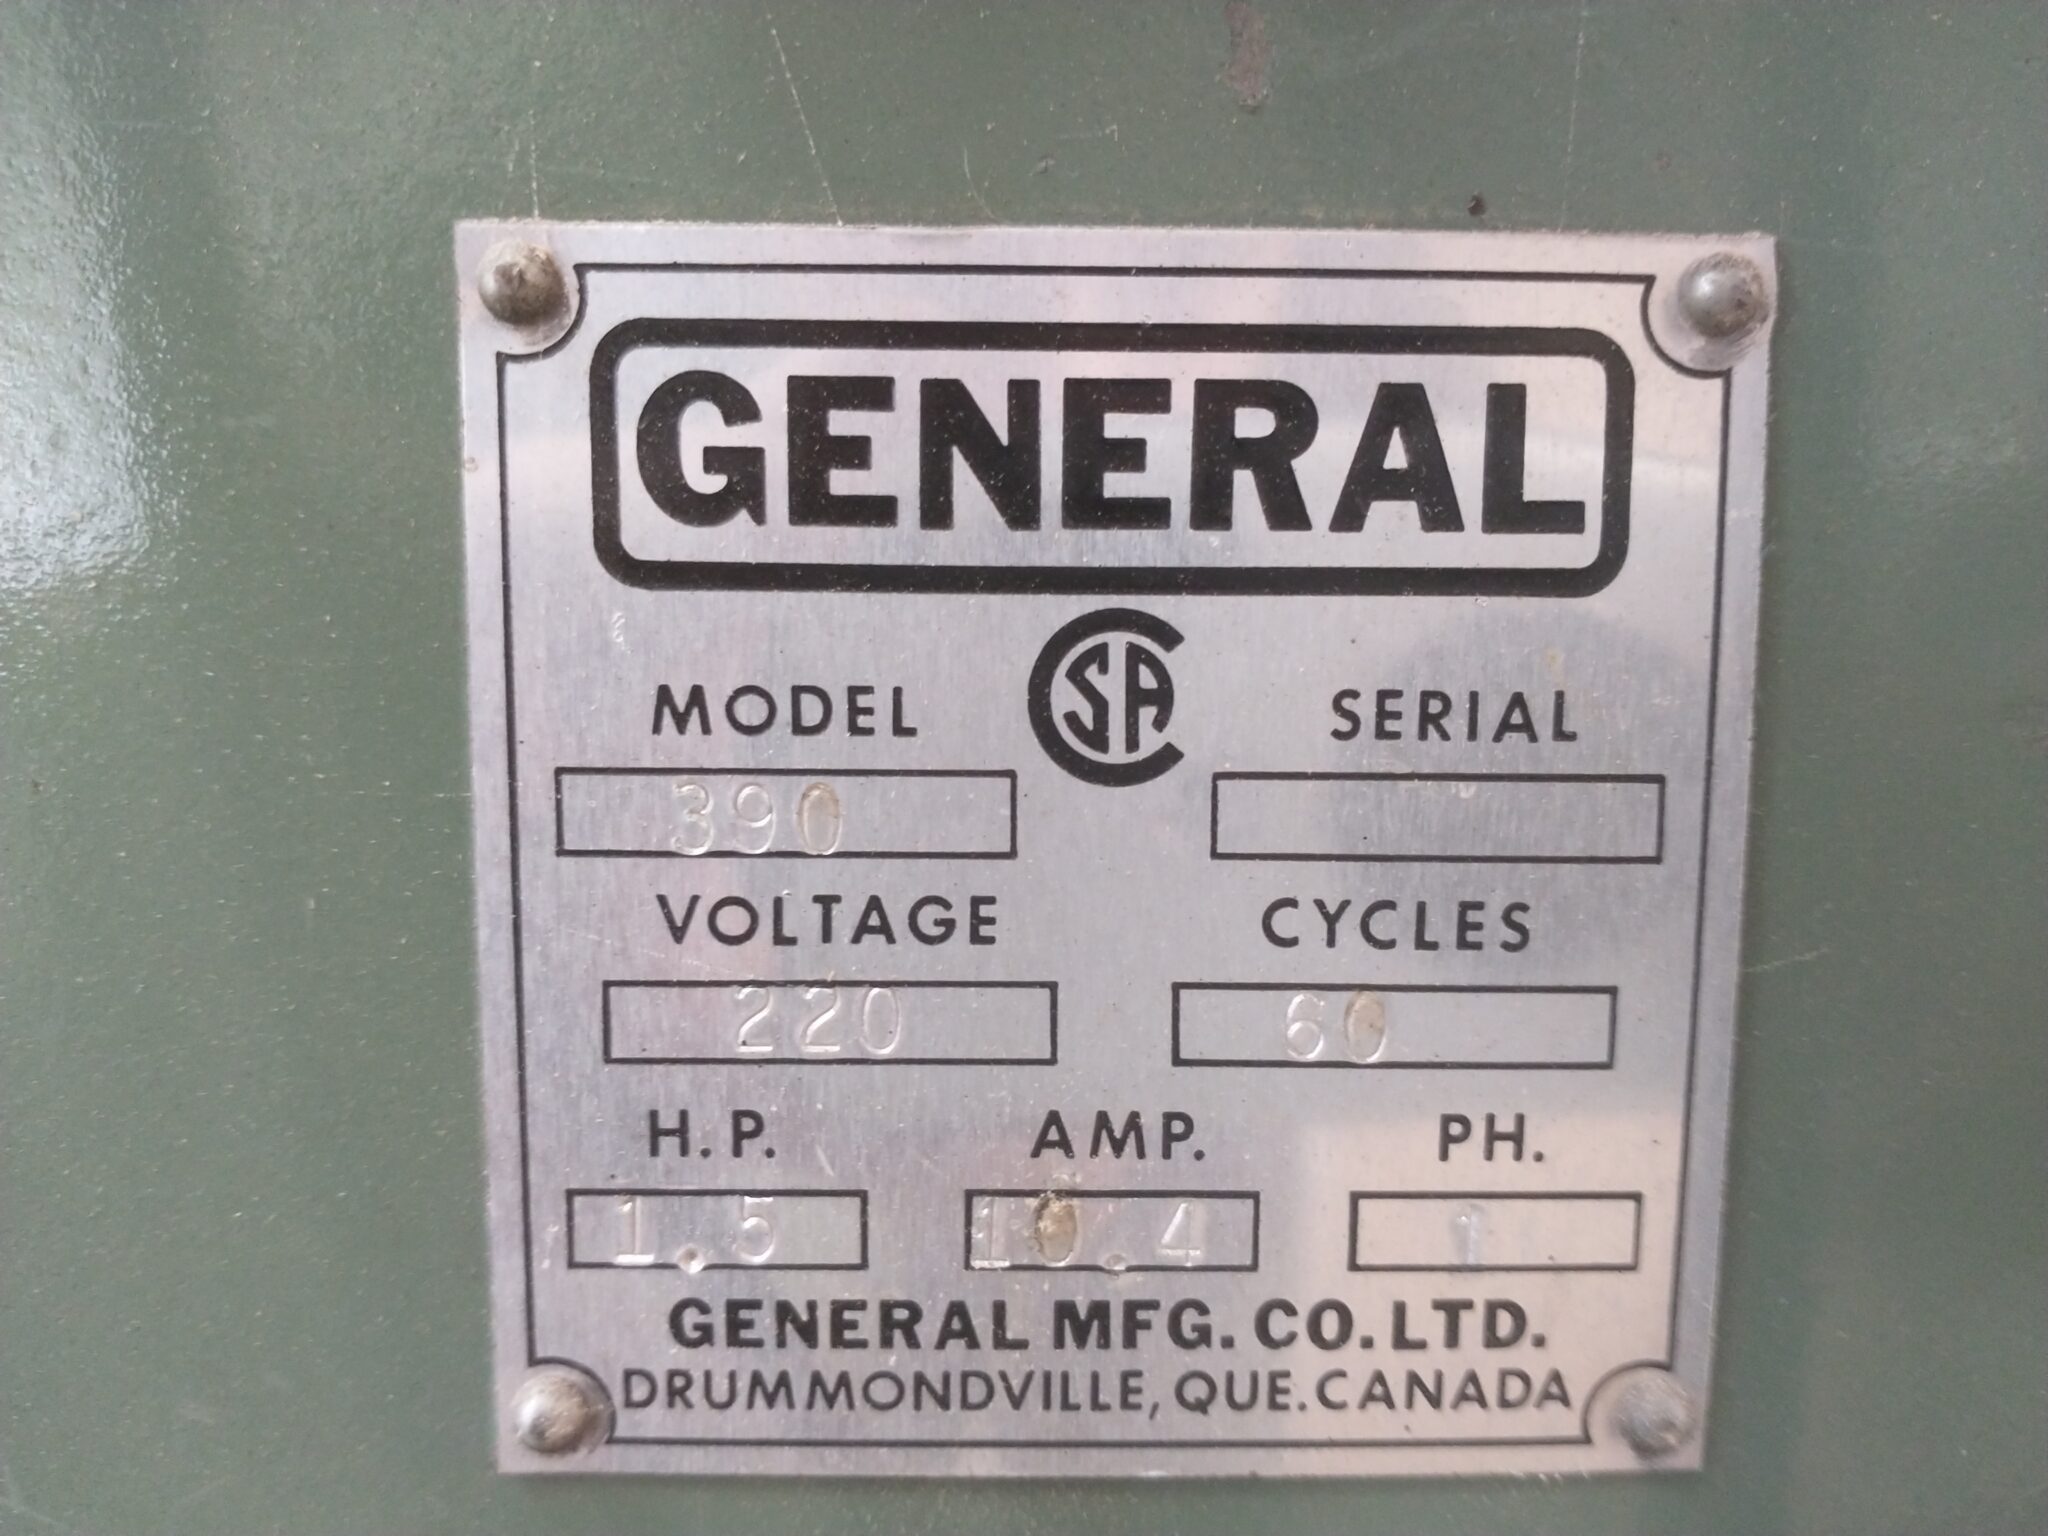 GENERAL
CSA
MODEL SERIAL
390
VOLTAGE CYCLES
220 60
H.P. AMP. PH.
1.5 10.4 1
GENERAL MFG. CO. LTD.
DRUMMONDVILLE, QUE. CANADA